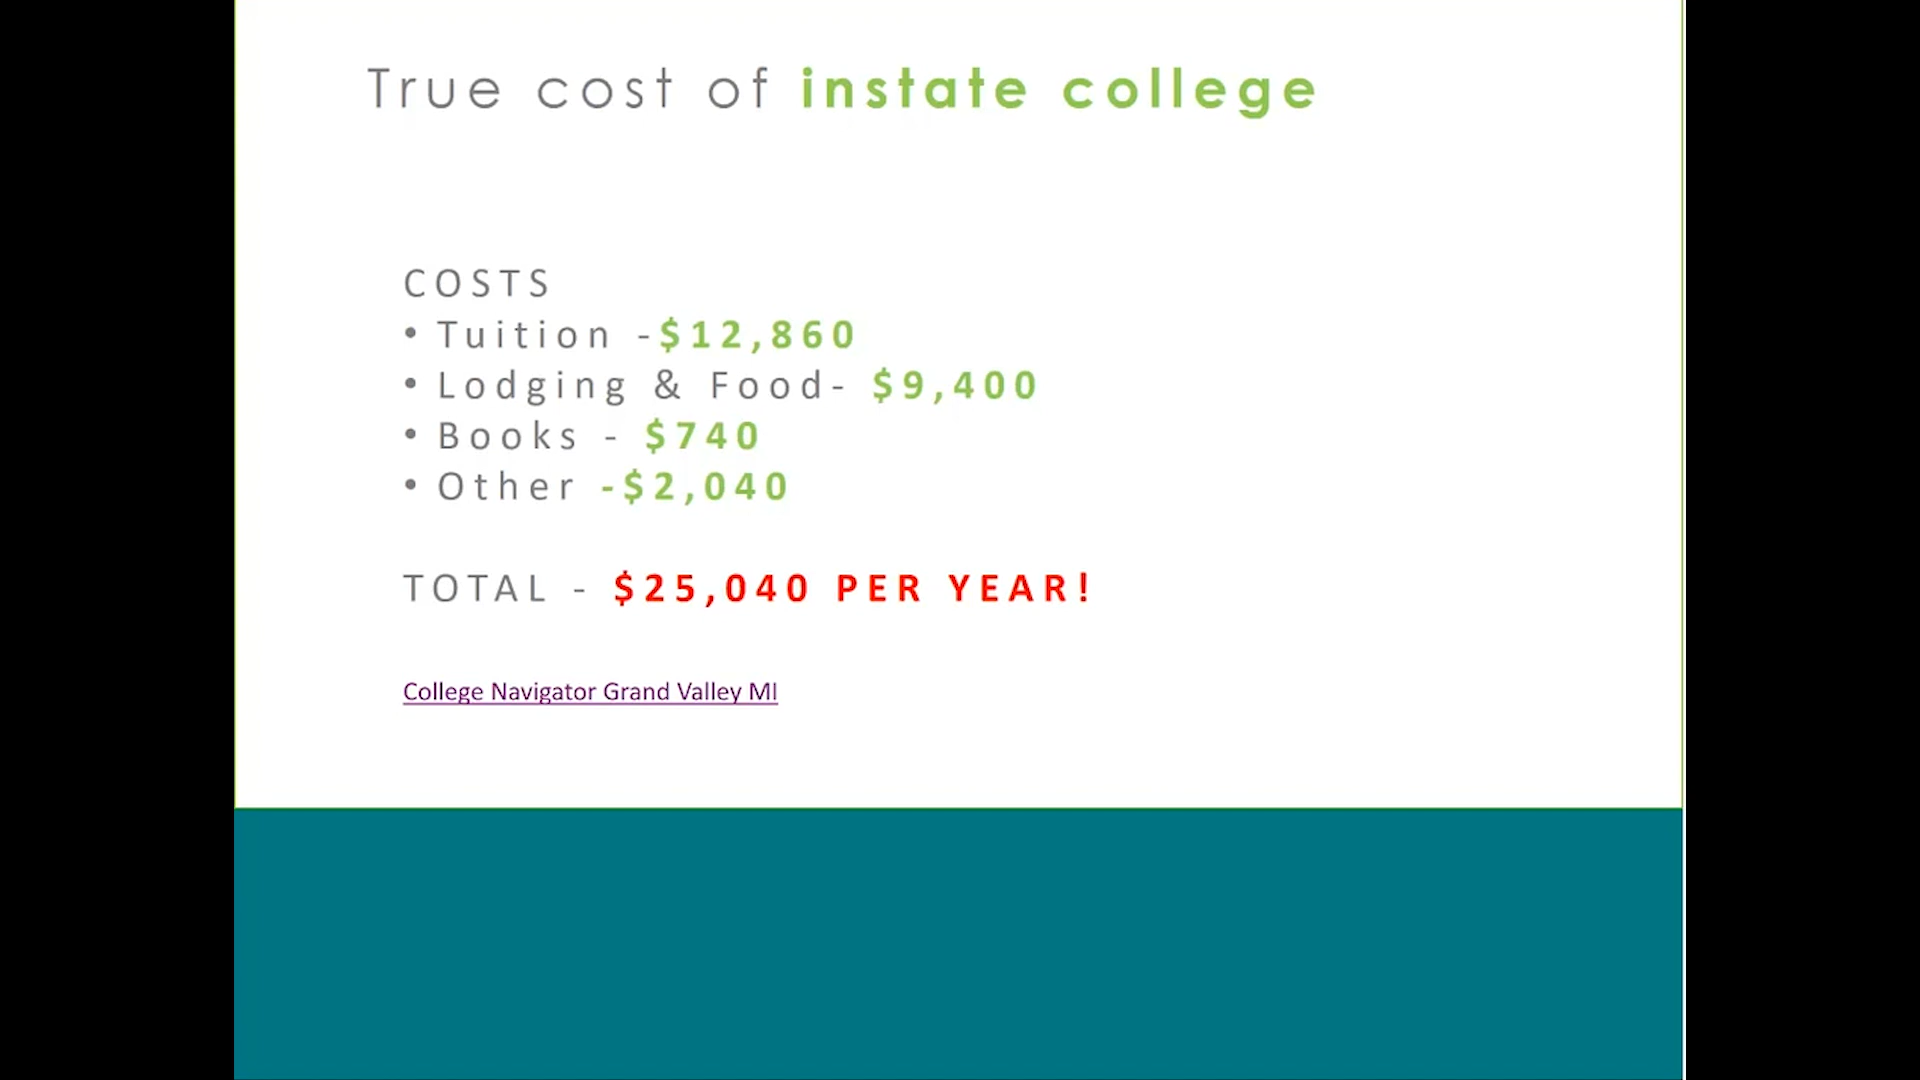 True cost of instate college
COSTS
• Tuition -$12,860
• Lodging & Food- $9,400
• Books - $740
• Other -$2,040
TOTAL - $25,040 PER YEAR!
College Navigator Grand Valley MI